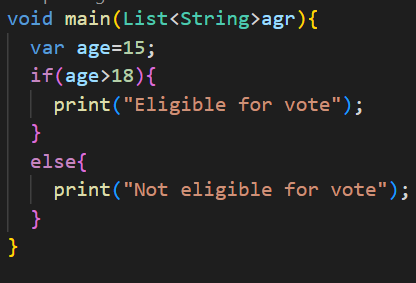 void main(List<String>agr){
  var age=15;
  if(age>18){
    print("Eligible for vote");
  }
  else{
    print("Not eligible for vote");
  }
}